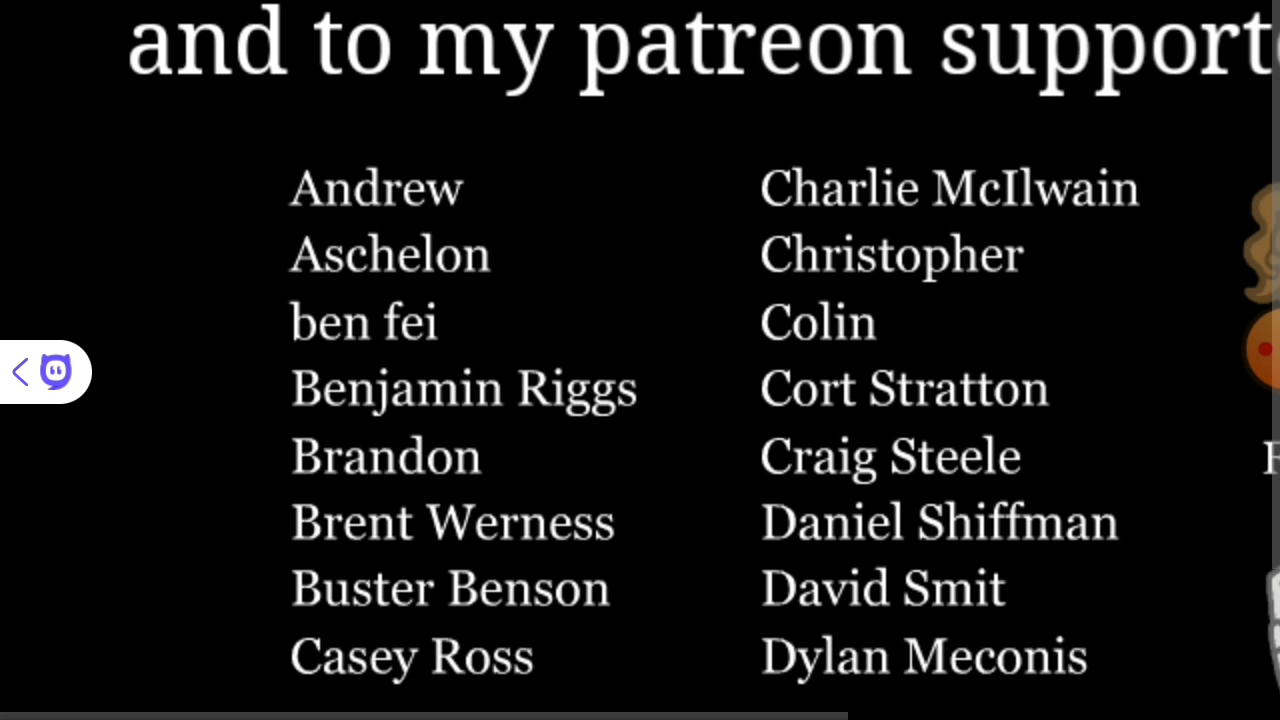 and to my patreon support
Andrew
Aschelon
ben fei
Benjamin Riggs
Brandon
Brent Werness
Buster Benson
Casey Ross
Charlie McIlwain
Christopher
Colin
Cort Stratton
Craig Steele
Daniel Shiffman
David Smit
Dylan Meconis